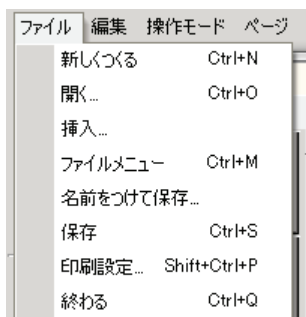 ファイル 編集 操作モード ページ
新しくつくる Ctrl+N
開く... Ctrl+O
挿入...
ファイルメニュー Ctrl+M
名前をつけて保存...
保存 Ctrl+S
印刷設定... Shift+Ctrl+P
終わる Ctrl+Q